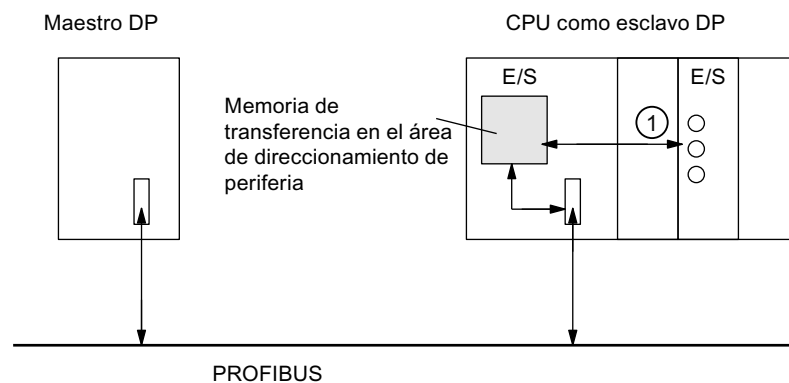 Maestro DP
CPU como esclavo DP
E/S
E/S
Memoria de
transferencia en el área
de direccionamiento de
periferia
1
PROFIBUS